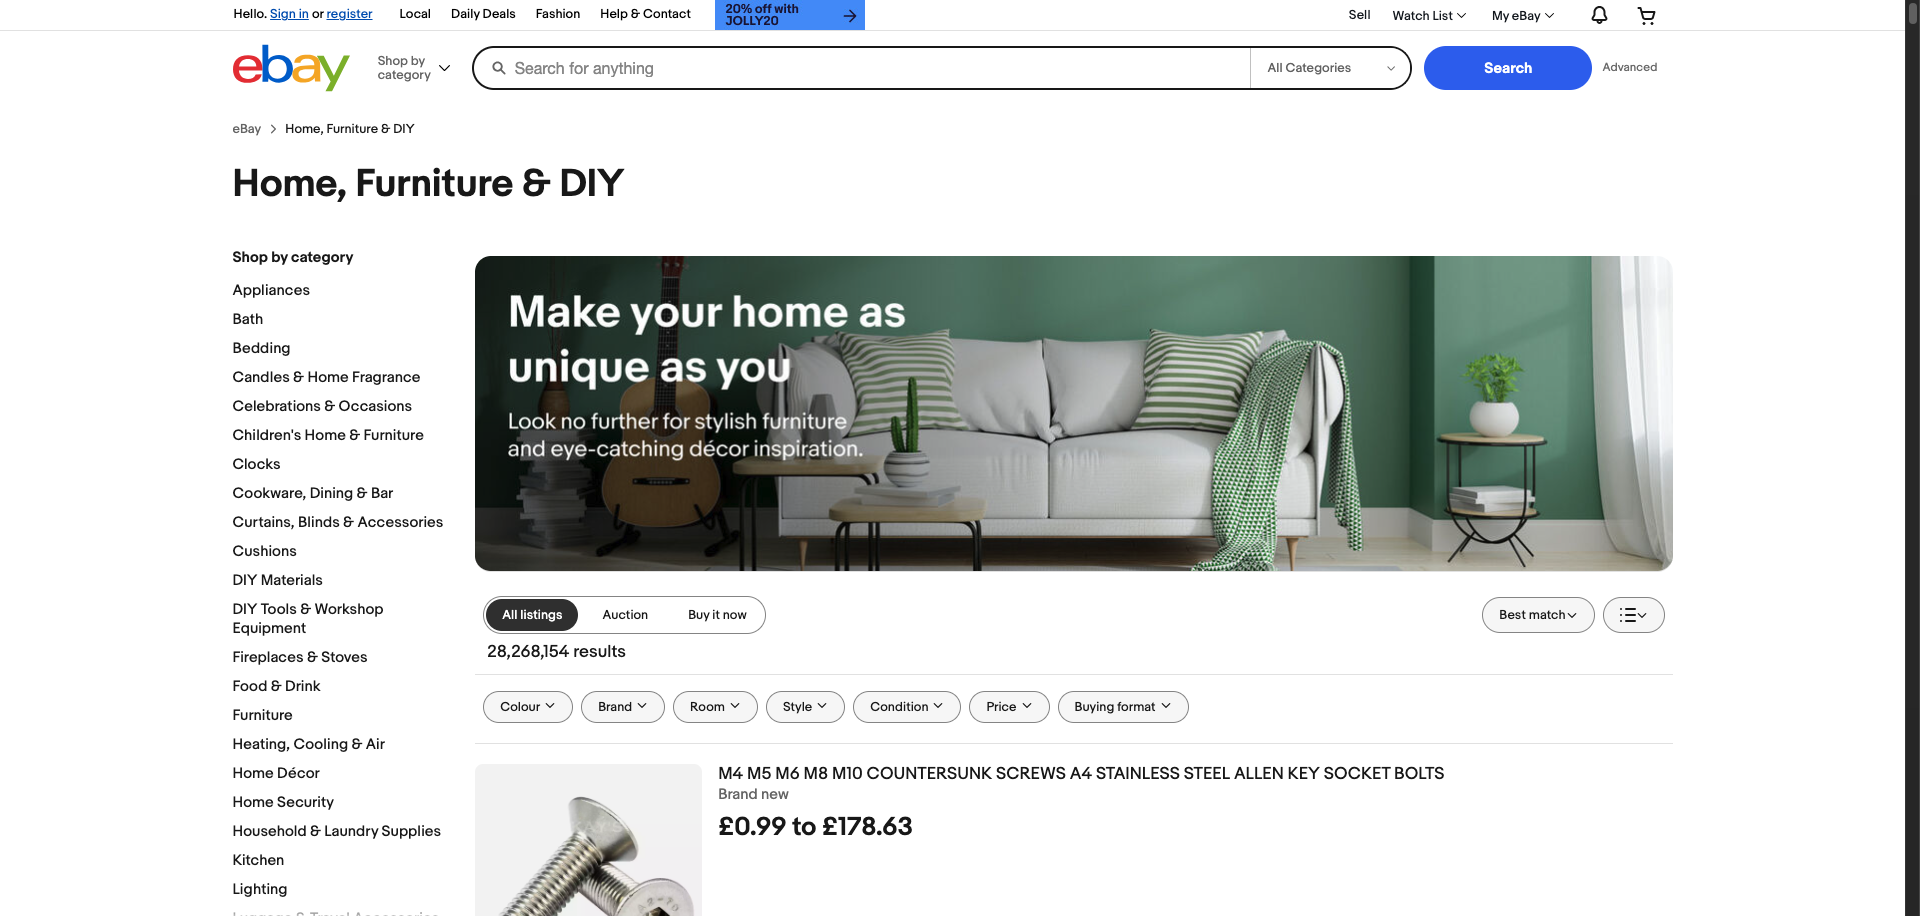 Hello. Sign in or register
Local
Daily Deals
Fashion
Help & Contact
20% off with
JOLLY20
Sell
Watch List
My eBay
ebay
Shop by
category
Search for anything
All Categories
Search
Advanced
eBay
Home, Furniture & DIY
Home, Furniture & DIY
Shop by category
Appliances
Bath
Bedding
Candles & Home Fragrance
Celebrations & Occasions
Children's Home & Furniture
Clocks
Cookware, Dining & Bar
Curtains, Blinds & Accessories
Cushions
DIY Materials
DIY Tools & Workshop
Equipment
Fireplaces & Stoves
Food & Drink
Furniture
Heating, Cooling & Air
Home Décor
Home Security
Household & Laundry Supplies
Kitchen
Lighting
Luggage & Travel Accessories
Make your home as
unique as you
Look no further for stylish furniture
and eye-catching décor inspiration.
All listings
Auction
Buy it now
Best match
28,268,154 results
Colour
Brand
Room
Style
Condition
Price
Buying format
M4 M5 M6 M8 M10 COUNTERSUNK SCREWS A4 STAINLESS STEEL ALLEN KEY SOCKET BOLTS
Brand new
£0.99 to £178.63
A2-70